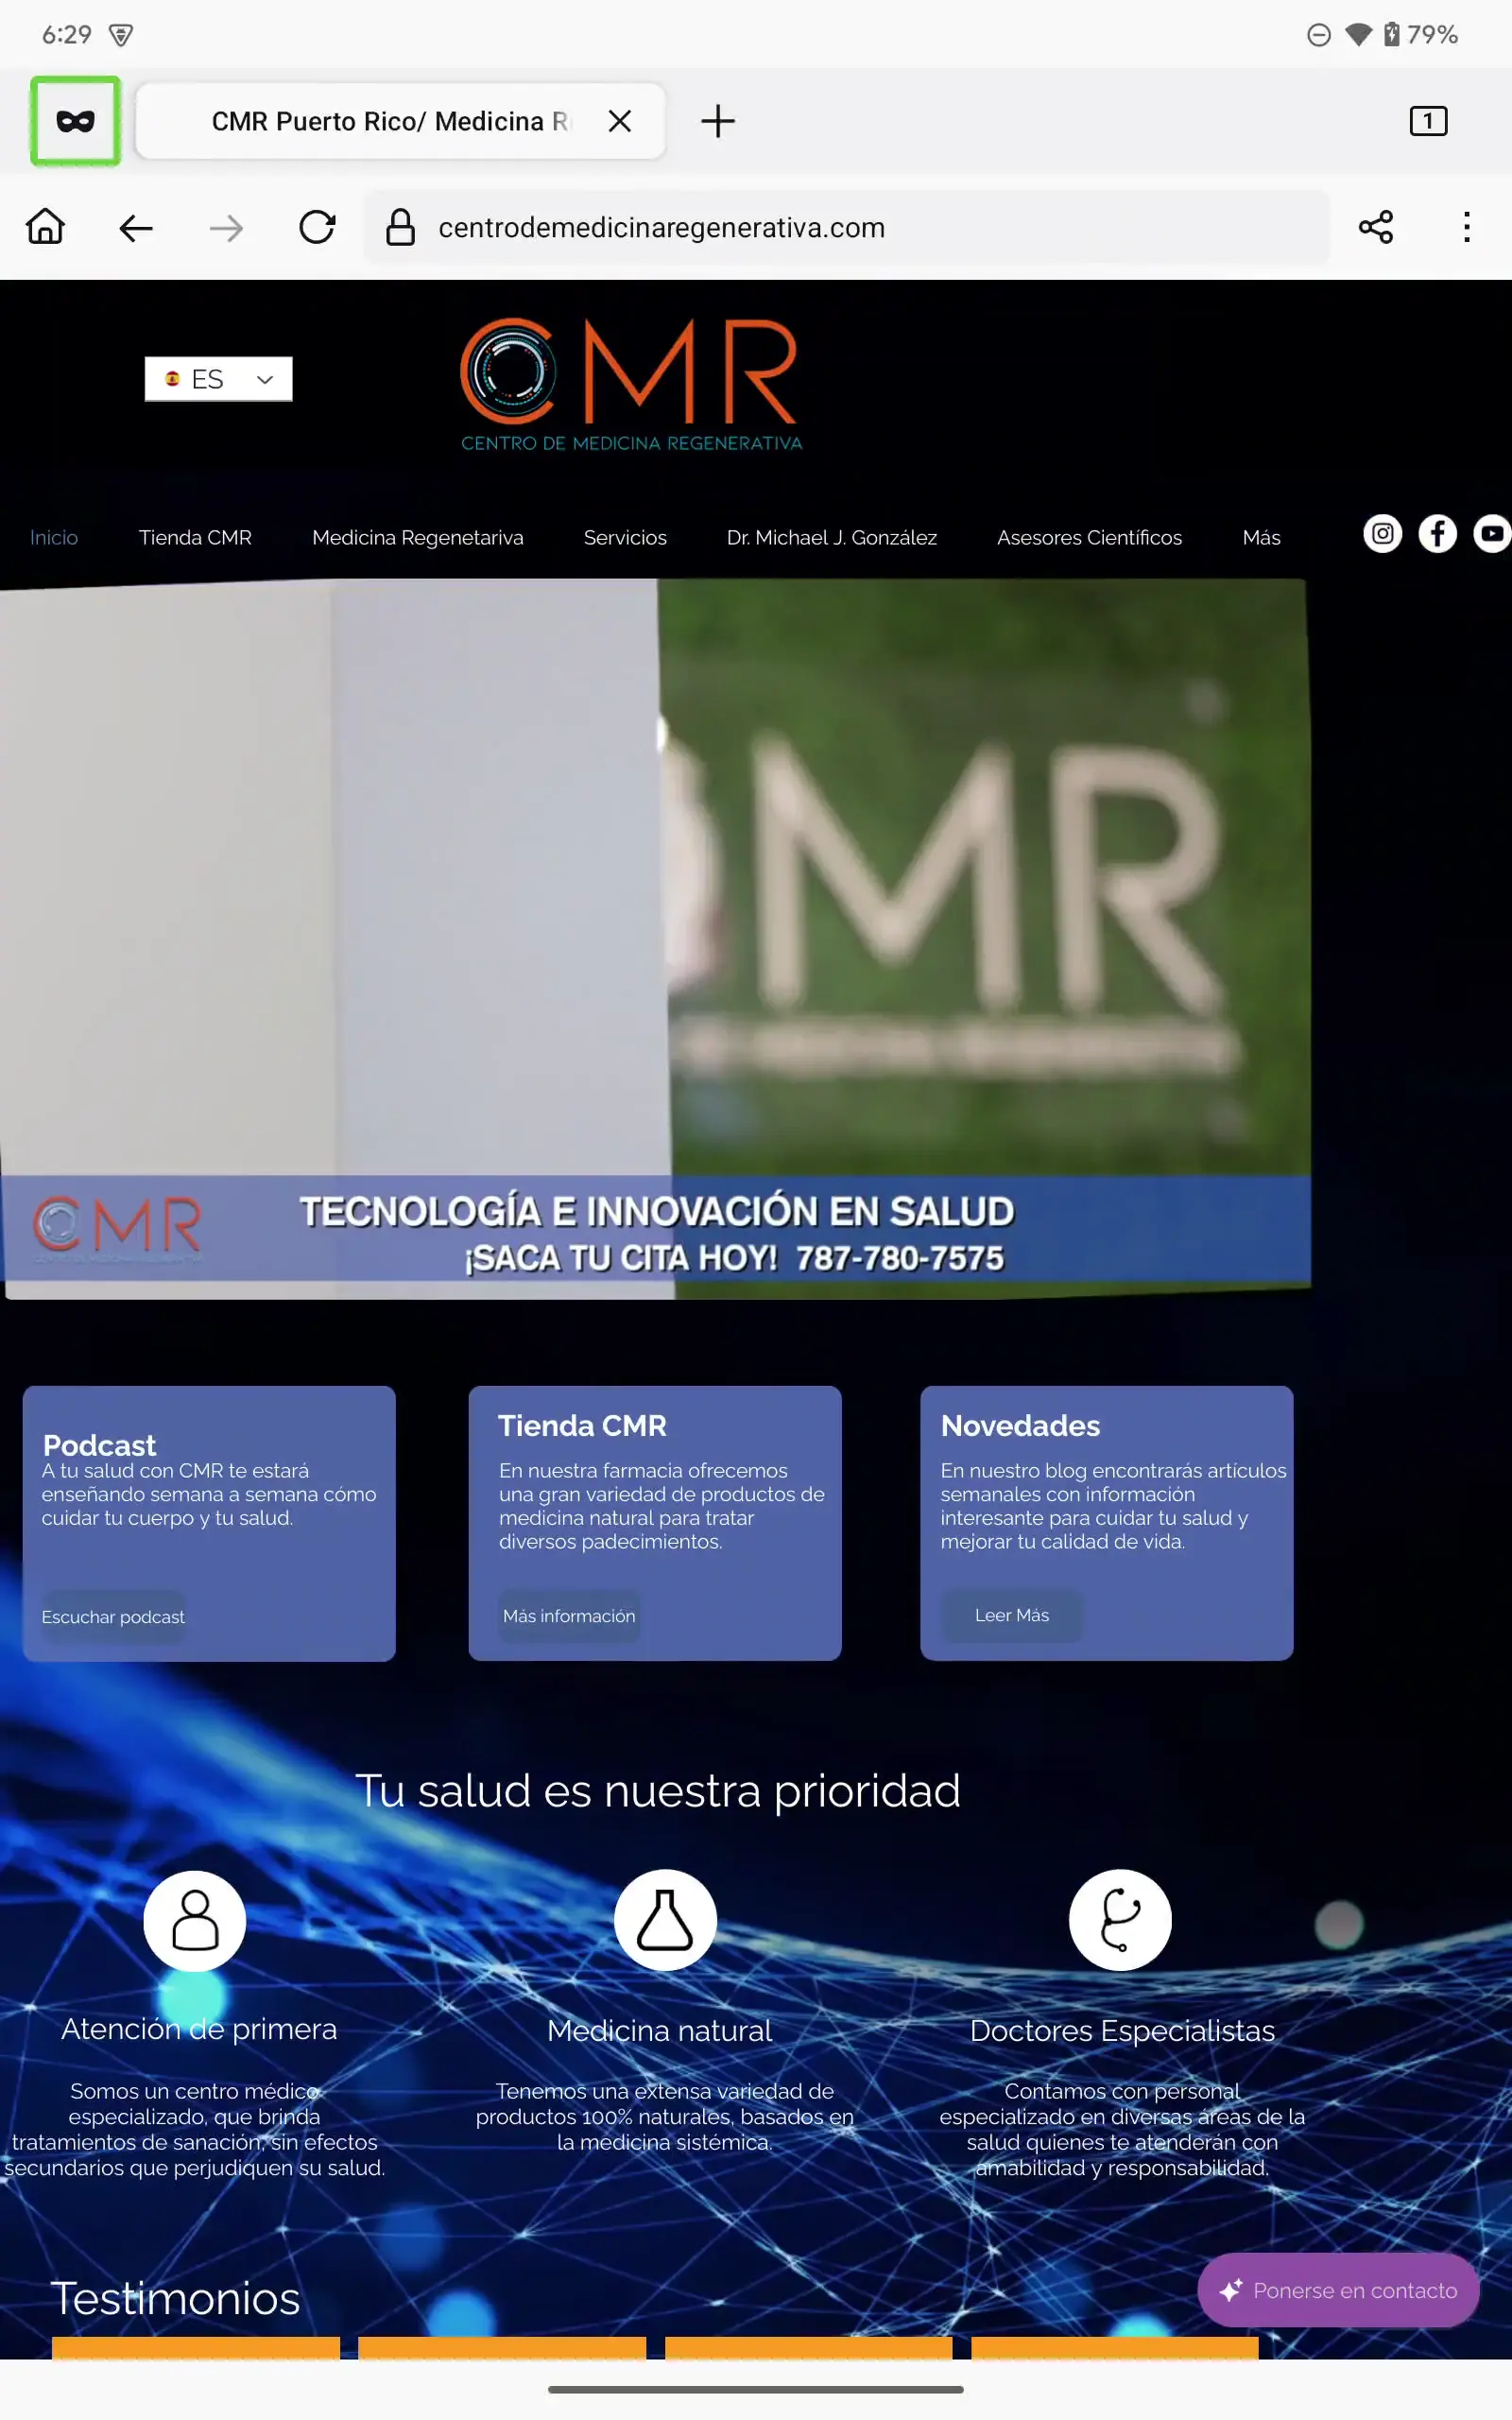 6:29
79%
CMR Puerto Rico/ Medicina R
1
centrodemedicinaregenerativa.com
ES
CMR
CENTRO DE MEDICINA REGENERATIVA
Inicio
Tienda CMR
Medicina Regenetariva
Servicios
Dr. Michael J. González
Asesores Científicos
Más
MR
CMR
TECNOLOGÍA E INNOVACIÓN EN SALUD
¡SACA TU CITA HOY! 787-780-7575
Podcast
A tu salud con CMR te estará
enseñando semana a semana cómo
cuidar tu cuerpo y tu salud.
Escuchar podcast
Tienda CMR
En nuestra farmacia ofrecemos
una gran variedad de productos de
medicina natural para tratar
diversos padecimientos.
Más información
Novedades
En nuestro blog encontrarás artículos
semanales con información
interesante para cuidar tu salud y
mejorar tu calidad de vida.
Leer Más
Tu salud es nuestra prioridad
Atención de primera
Somos un centro médico
especializado, que brinda
tratamientos de sanación, sin efectos
secundarios que perjudiquen su salud.
Medicina natural
Tenemos una extensa variedad de
productos 100% naturales, basados en
la medicina sistémica.
Doctores Especialistas
Contamos con personal
especializado en diversas áreas de la
salud quienes te atenderán con
amabilidad y responsabilidad.
Testimonios
Ponerse en contacto